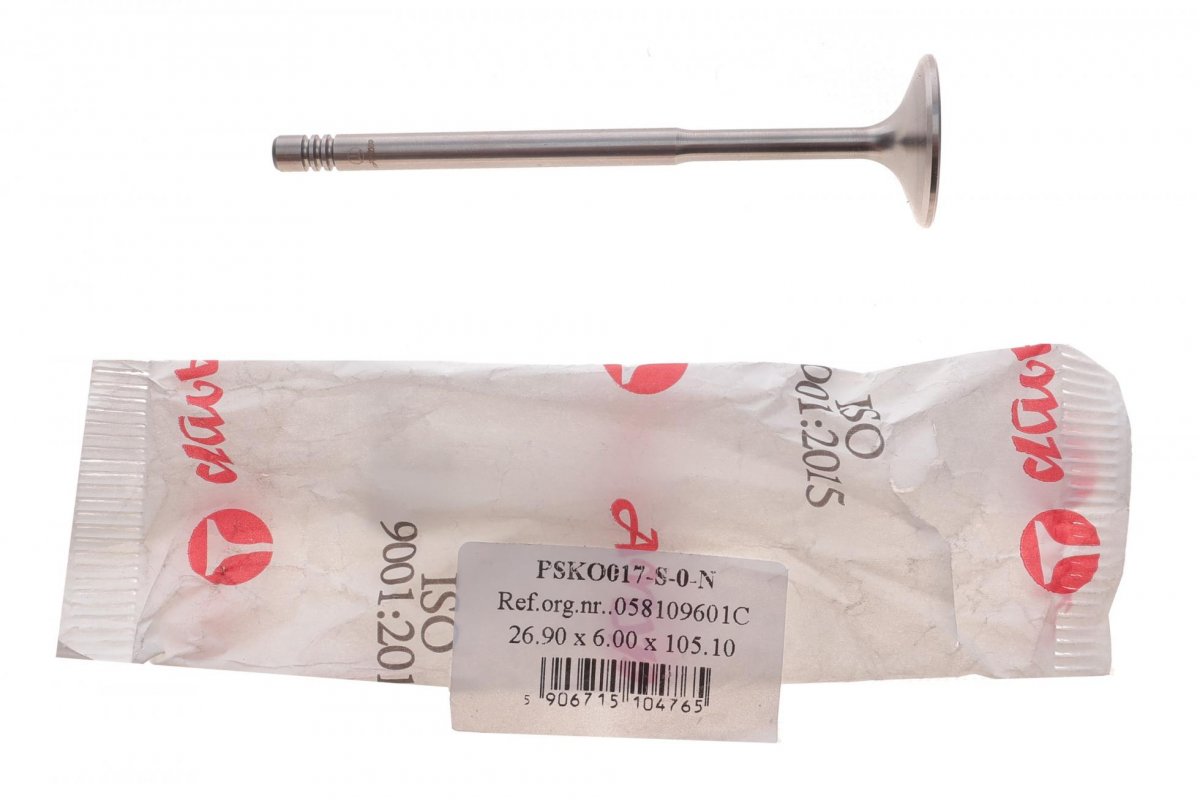 ISO
9001:2015
ISO
9001:201
PSKO017-S-0-N
Ref.org.nr..058109601C
26.90 x 6.00 x 105.10
5 906715 104765